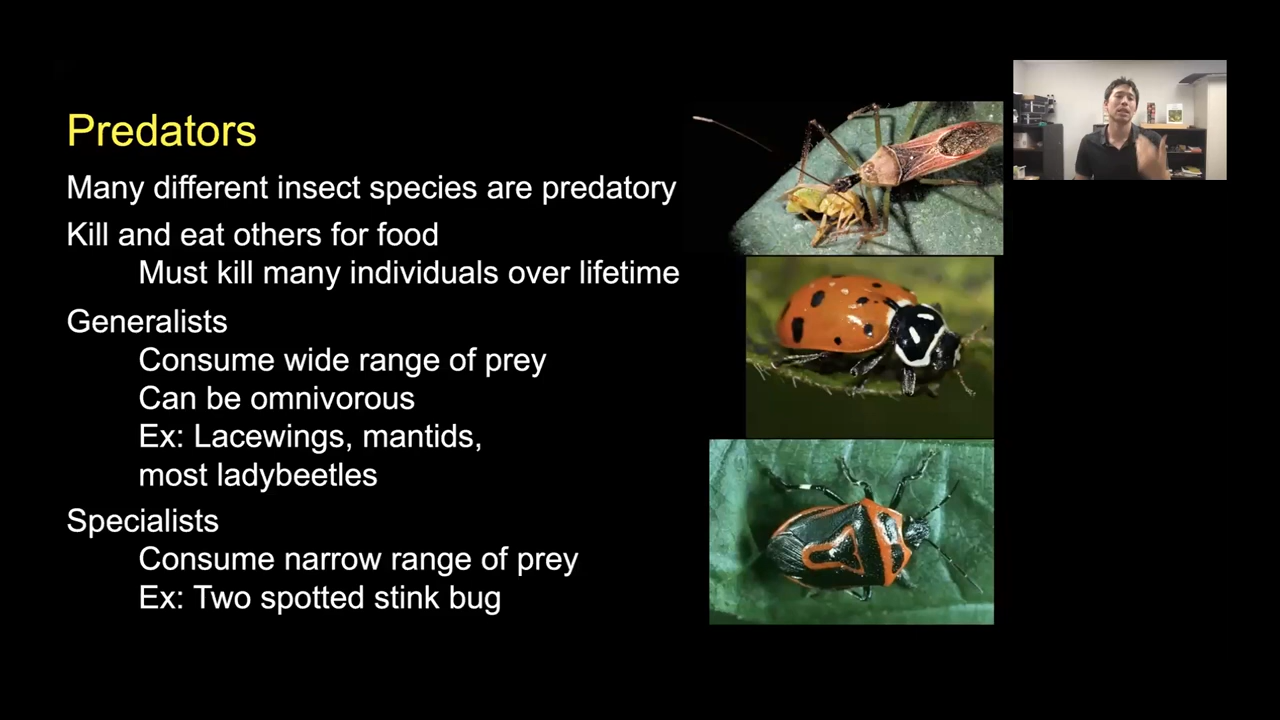 Predators
Many different insect species are predatory
Kill and eat others for food
Must kill many individuals over lifetime
Generalists
Consume wide range of prey
Can be omnivorous
Ex: Lacewings, mantids,
most ladybeetles
Specialists
Consume narrow range of prey
Ex: Two spotted stink bug